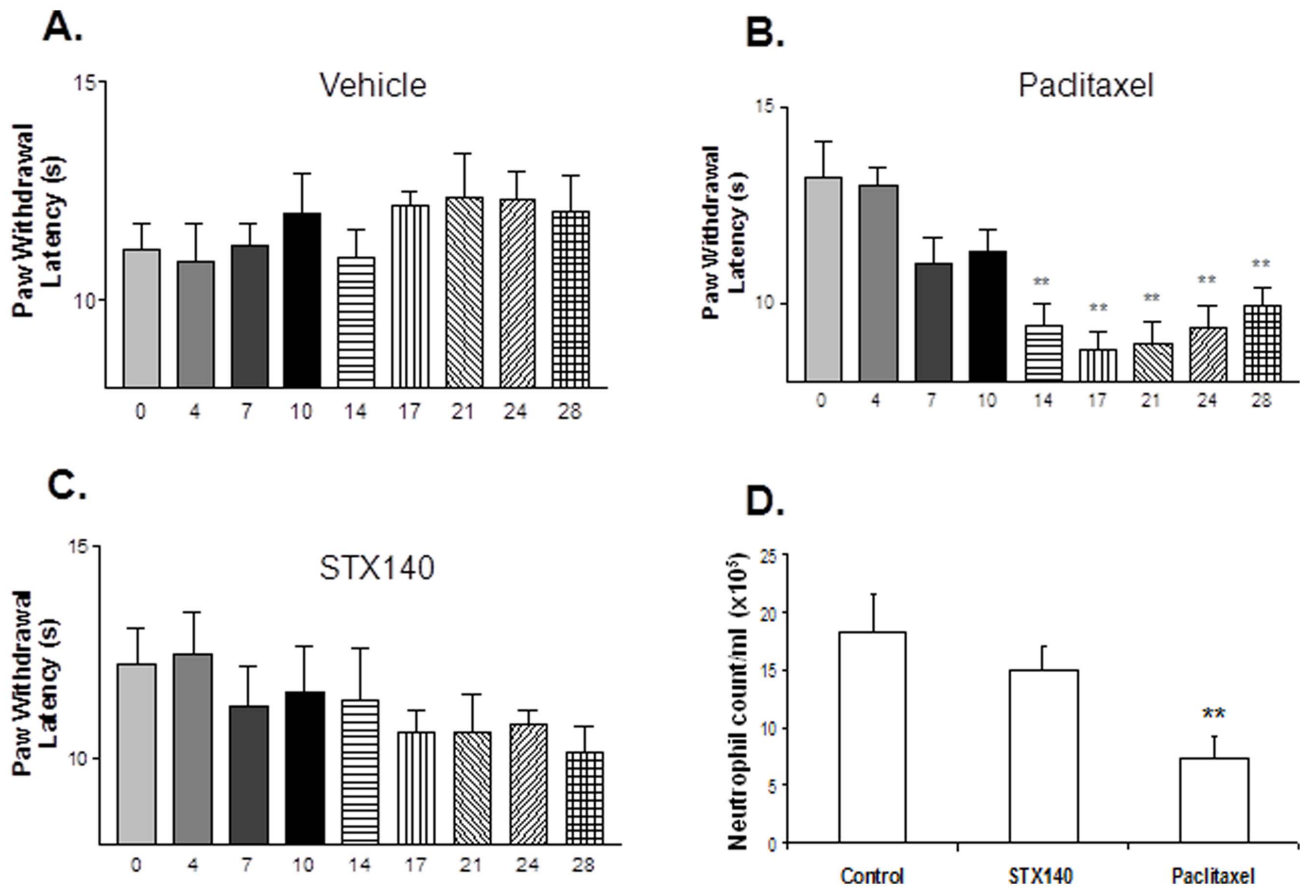 A.
Vehicle
Paw Withdrawal
Latency (s)
15
10
0 4 7 10 14 17 21 24 28
B.
Paclitaxel
Paw Withdrawal
Latency (s)
15
10
** ** ** ** **
0 4 7 10 14 17 21 24 28
C.
STX140
Paw Withdrawal
Latency (s)
15
10
0 4 7 10 14 17 21 24 28
D.
Neutrophil count/ml (x10⁵)
25
20
15
10
5
0
**
Control STX140 Paclitaxel